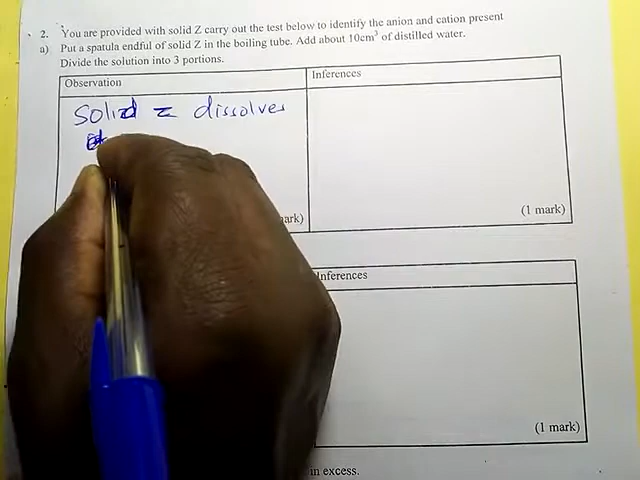 2. You are provided with solid Z carry out the test below to identify the anion and cation present
a) Put a spatula endful of solid Z in the boiling tube. Add about 10cm³ of distilled water.
Divide the solution into 3 portions.
Observation
Inferences
solid Z dissolves
ark)
(1 mark)
Inferences
(1 mark)
in excess.